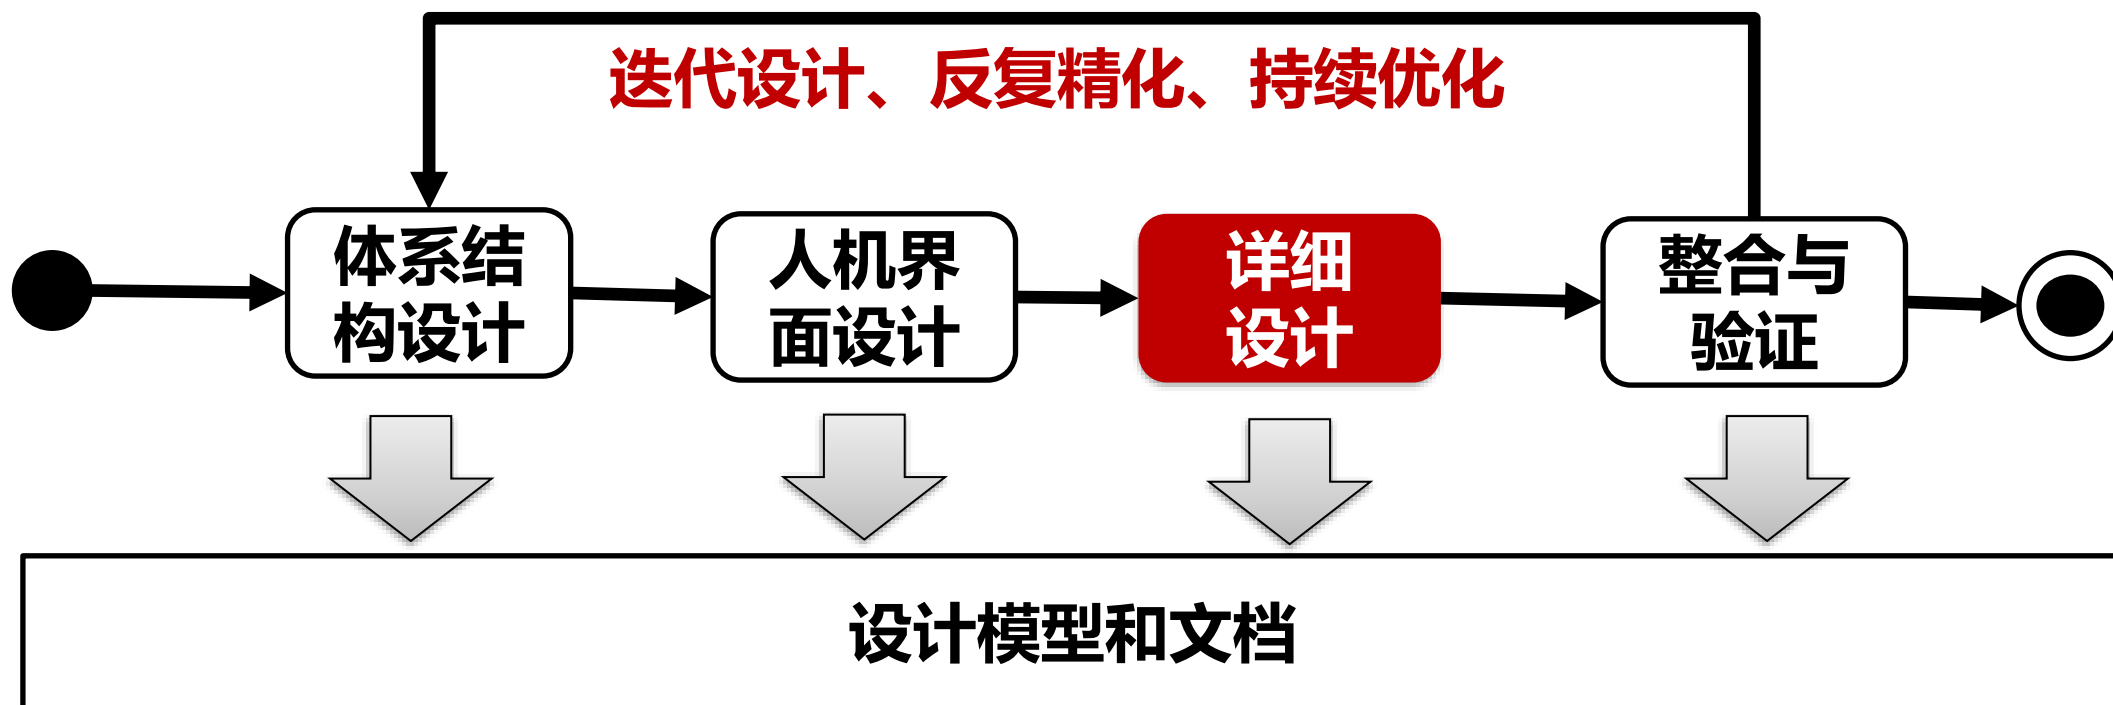 迭代设计、反复精化、持续优化
体系结
构设计
人机界
面设计
详细
设计
整合与
验证
设计模型和文档